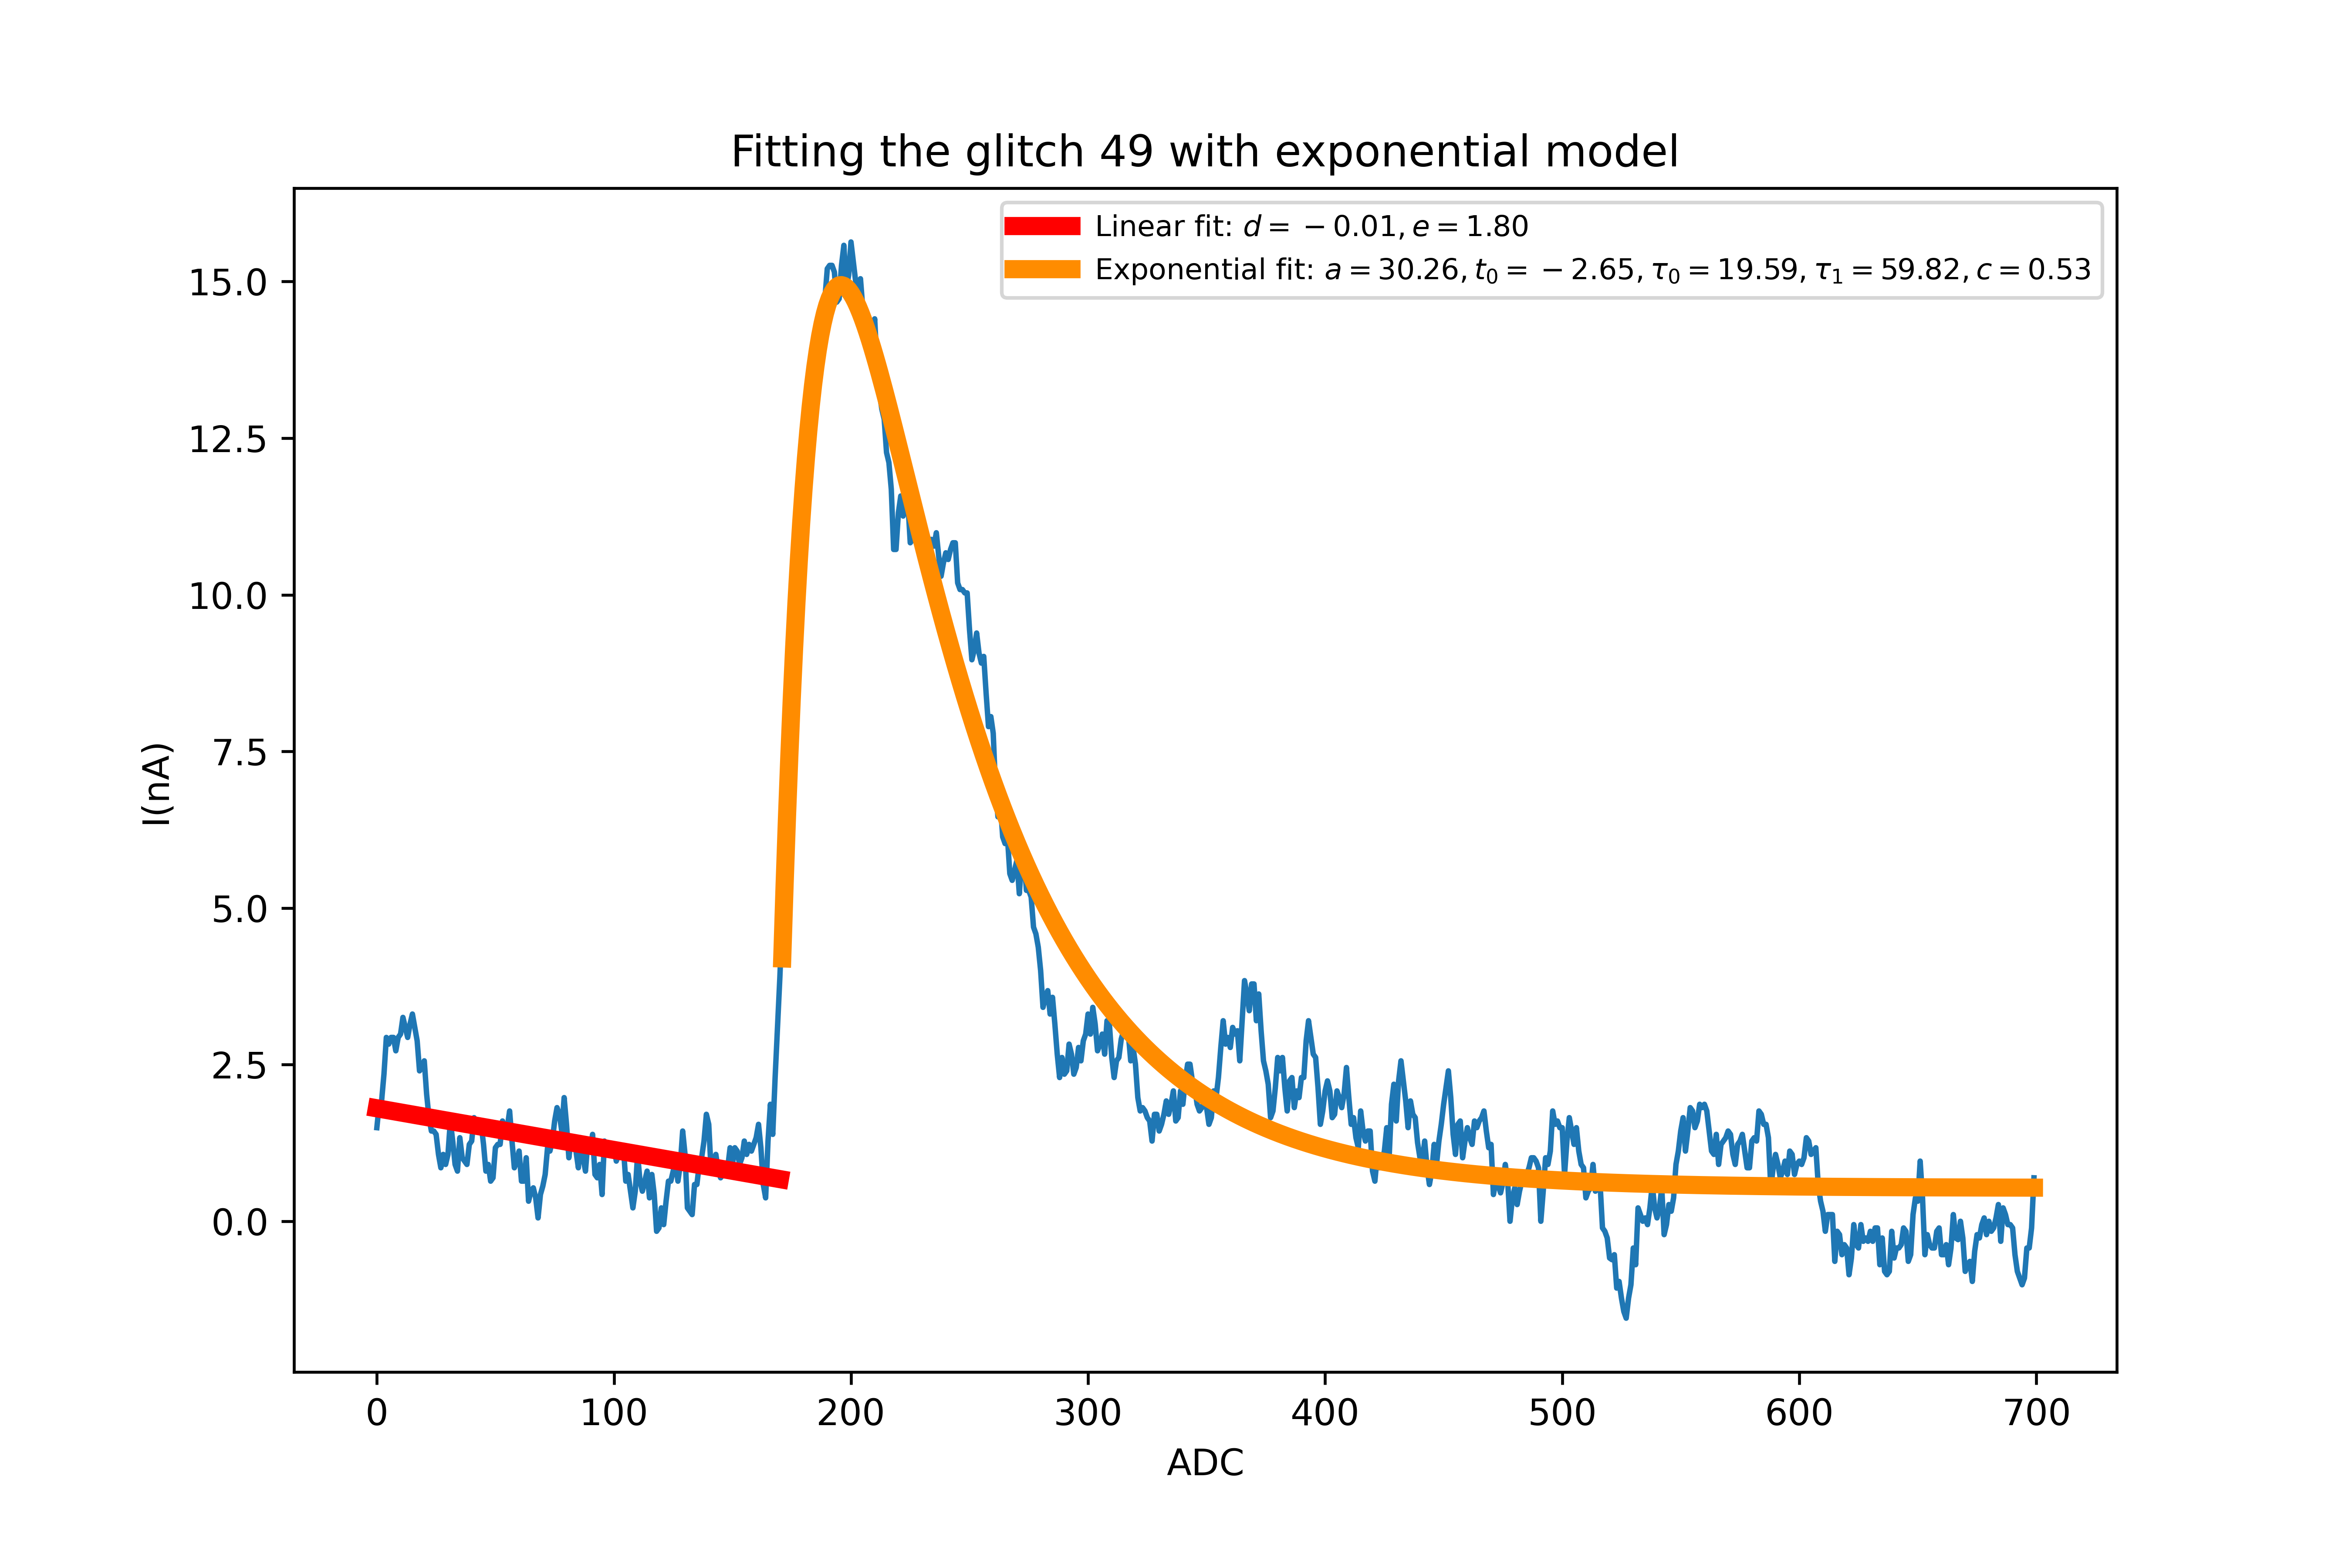 Fitting the glitch 49 with exponential model
Linear fit: d = −0.01, e = 1.80
Exponential fit: a = 30.26, t₀ = −2.65, τ₀ = 19.59, τ₁ = 59.82, c = 0.53
15.0
12.5
10.0
7.5
5.0
2.5
0.0
I(nA)
0 100 200 300 400 500 600 700
ADC